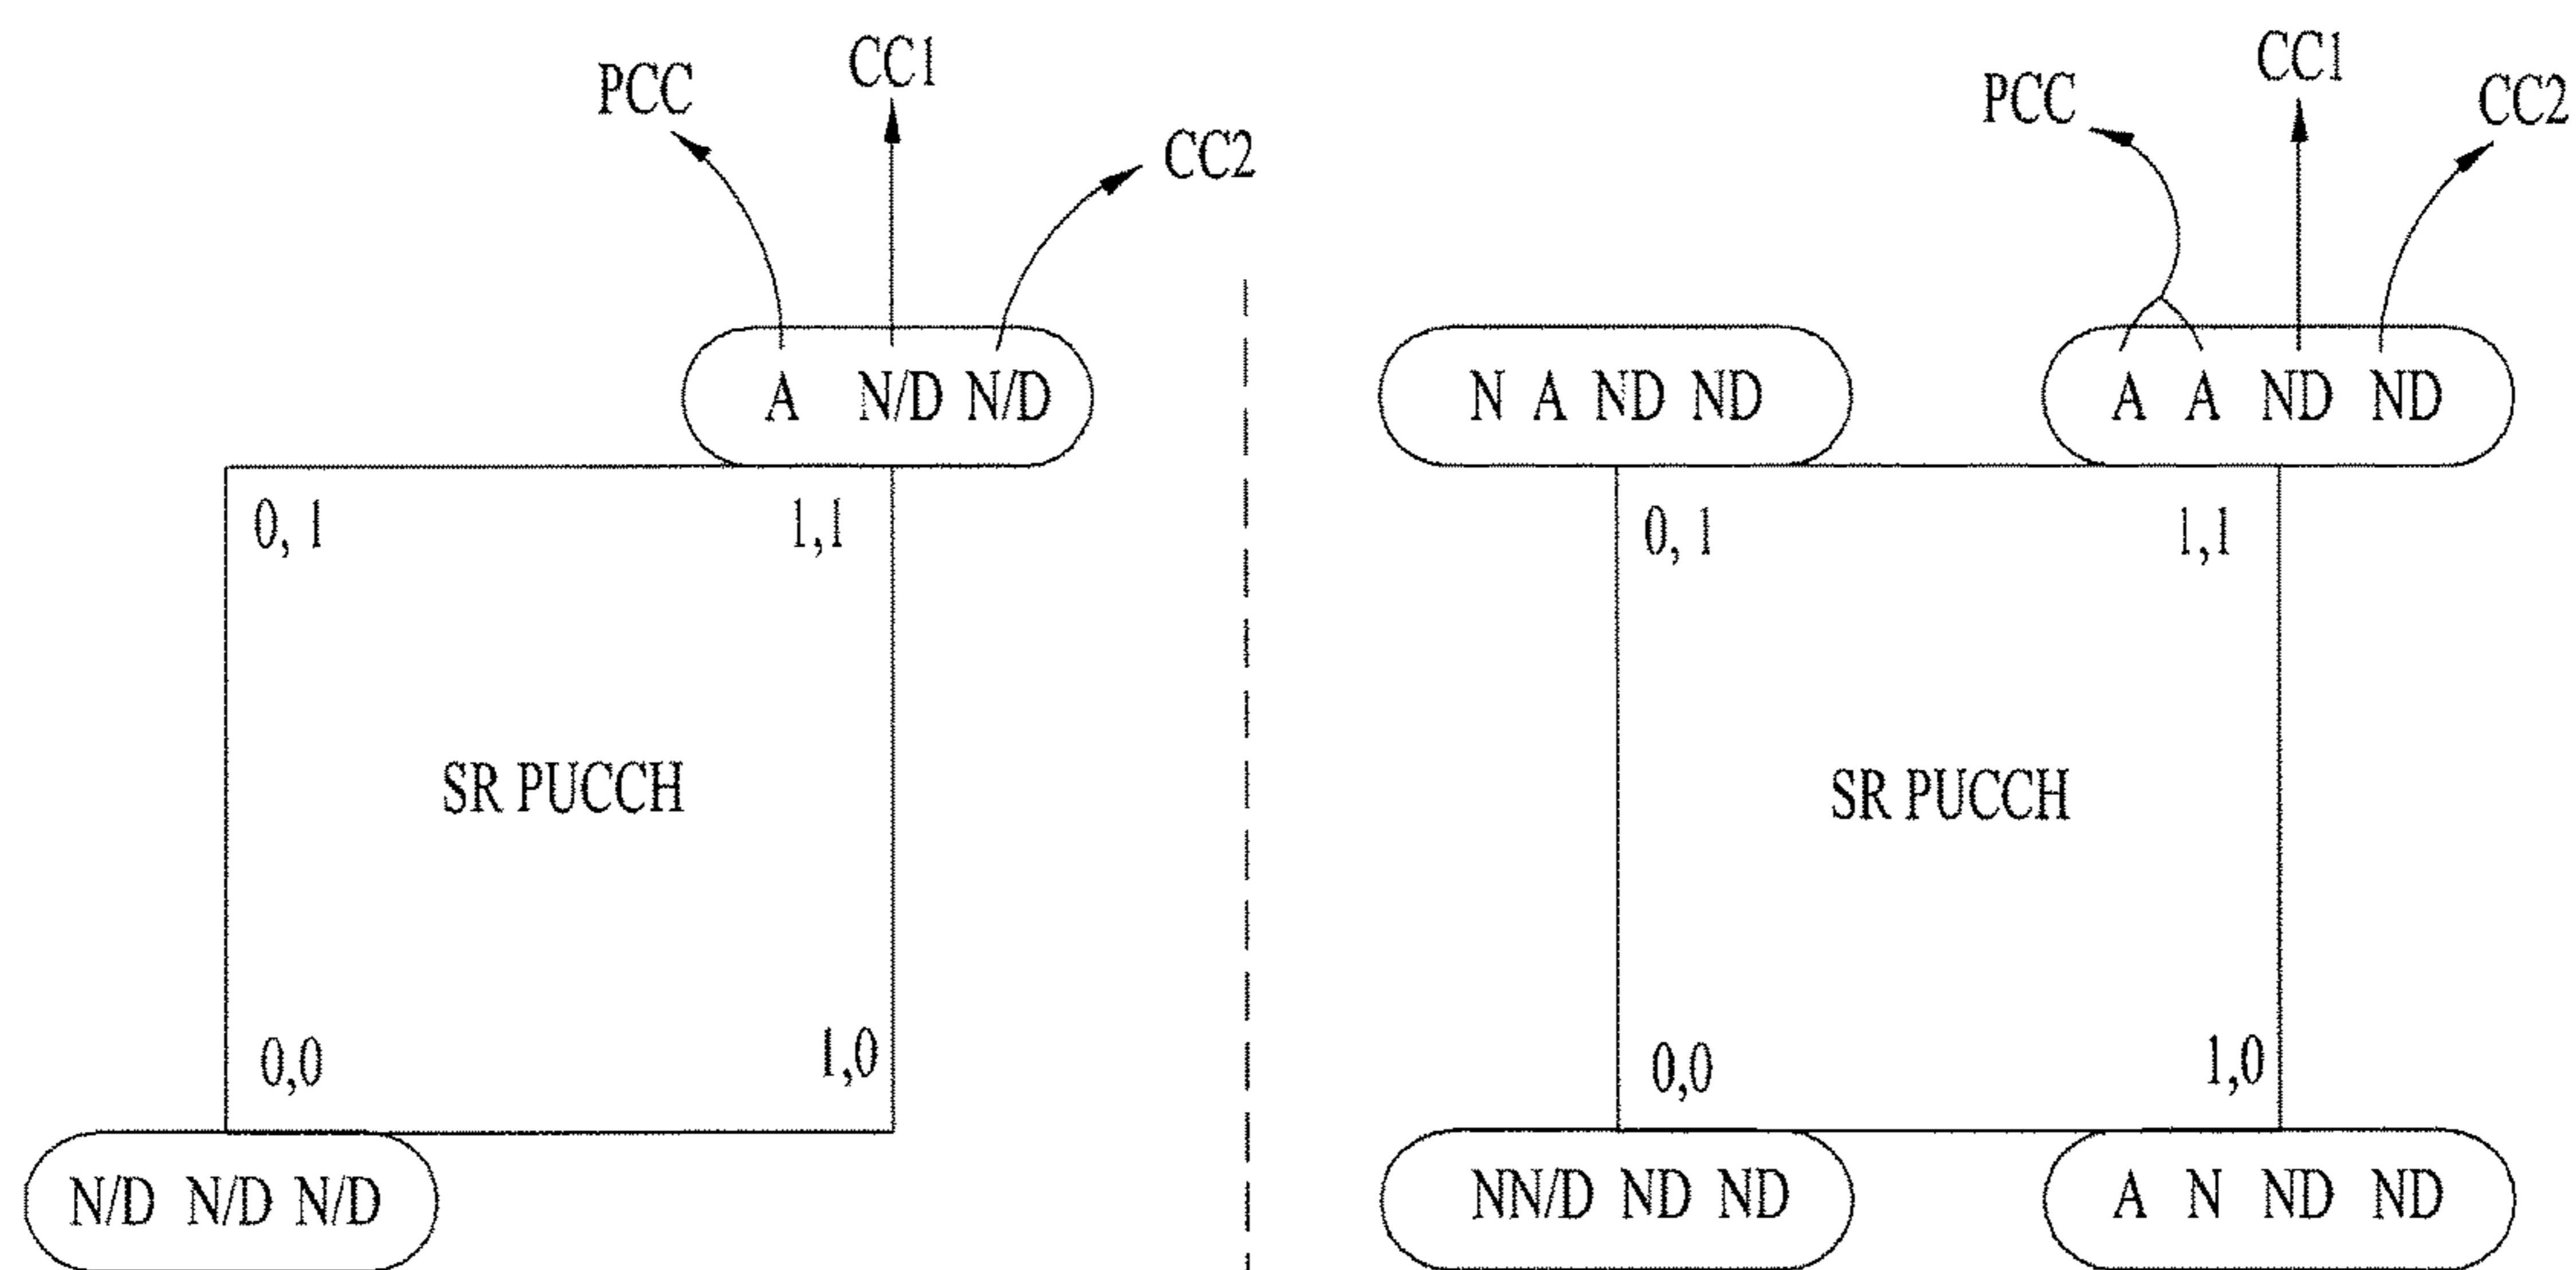 PCC
CC1
CC2
A N/D N/D
0, 1
1,1
SR PUCCH
0,0
1,0
N/D N/D N/D
PCC
CC1
CC2
N A ND ND
A A ND ND
0, 1
1,1
SR PUCCH
0,0
1,0
NN/D ND ND
A N ND ND